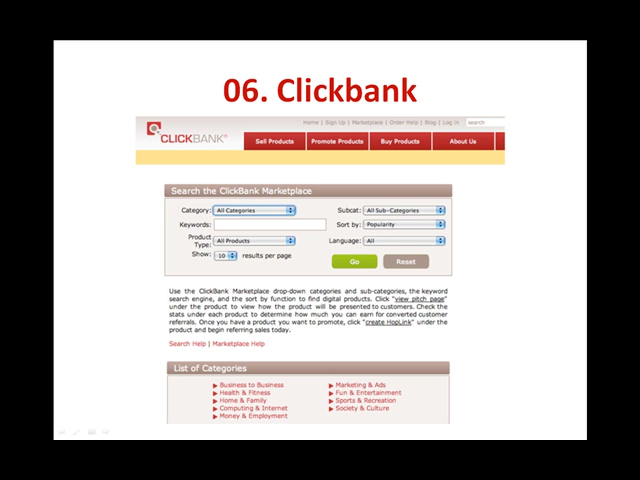 06. Clickbank
Home | Sign Up | Marketplace | Order Help | Blog | Log in search
CLICKBANK®
Sell Products Promote Products Buy Products About Us
Search the ClickBank Marketplace
Category: All Categories Subcat: All Sub-Categories
Keywords: Sort by: Popularity
Product Type: All Products Language: All
Show: 10 results per page Go Reset
Use the ClickBank Marketplace drop-down categories and sub-categories, the keyword
search engine, and the sort by function to find digital products. Click "view pitch page"
under the product to view how the product will be presented to customers. Check the
stats under each product to determine how much you can earn for converted customer
referrals. Once you have a product you want to promote, click "create HopLink" under the
product and begin referring sales today.
Search Help | Marketplace Help
List of Categories
Business to Business Marketing & Ads
Health & Fitness Fun & Entertainment
Home & Family Sports & Recreation
Computing & Internet Society & Culture
Money & Employment